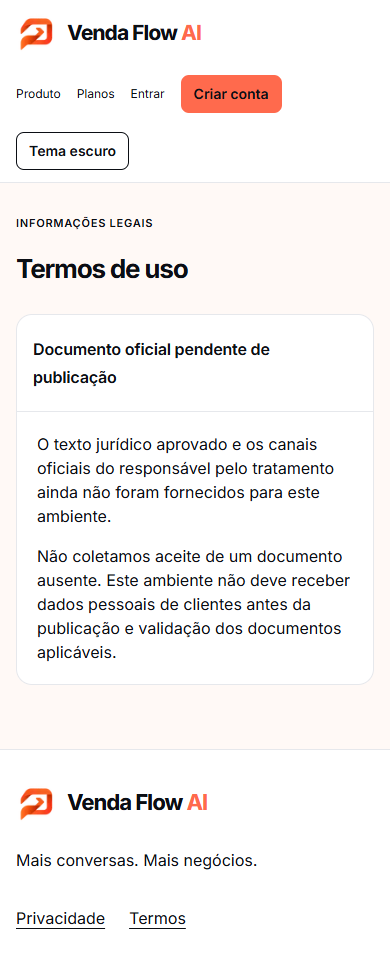 Venda Flow AI
Produto Planos Entrar Criar conta
Tema escuro
INFORMAÇÕES LEGAIS
Termos de uso
Documento oficial pendente de
publicação
O texto jurídico aprovado e os canais
oficiais do responsável pelo tratamento
ainda não foram fornecidos para este
ambiente.
Não coletamos aceite de um documento
ausente. Este ambiente não deve receber
dados pessoais de clientes antes da
publicação e validação dos documentos
aplicáveis.
Venda Flow AI
Mais conversas. Mais negócios.
Privacidade Termos